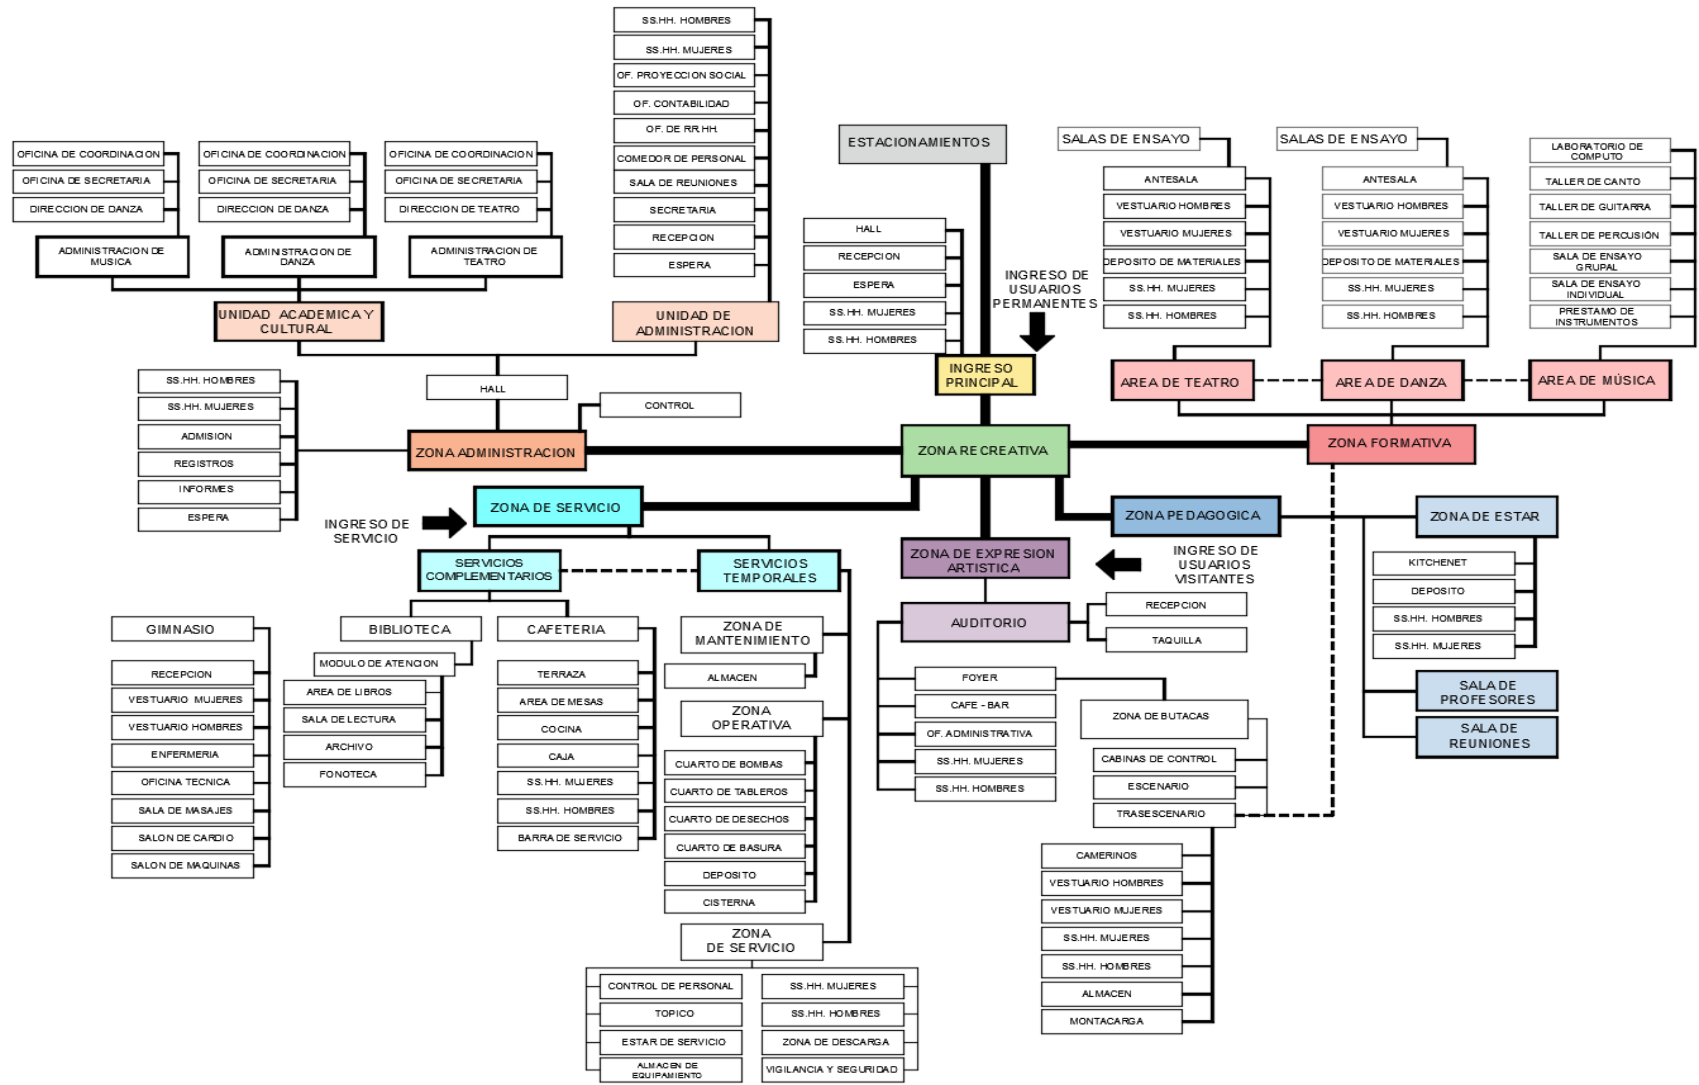 SS.HH. HOMBRES
SS.HH. MUJERES
OF. PROYECCION SOCIAL
OF. CONTABILIDAD
OF. DE RR.HH.
COMEDOR DE PERSONAL
SALA DE REUNIONES
SECRETARIA
RECEPCION
ESPERA
OFICINA DE COORDINACION
OFICINA DE SECRETARIA
DIRECCION DE DANZA
ADMINISTRACION DE
MUSICA
OFICINA DE COORDINACION
OFICINA DE SECRETARIA
DIRECCION DE DANZA
ADMINISTRACION DE
DANZA
OFICINA DE COORDINACION
OFICINA DE SECRETARIA
DIRECCION DE TEATRO
ADMINISTRACION DE
TEATRO
UNIDAD ACADEMICA Y
CULTURAL
UNIDAD DE
ADMINISTRACION
HALL
CONTROL
SS.HH. HOMBRES
SS.HH. MUJERES
ADMISION
REGISTROS
INFORMES
ESPERA
ZONA ADMINISTRACION
ESTACIONAMIENTOS
HALL
RECEPCION
ESPERA
SS.HH. MUJERES
SS.HH. HOMBRES
INGRESO DE
USUARIOS
PERMANENTES
INGRESO
PRINCIPAL
ZONA RECREATIVA
SALAS DE ENSAYO
ANTESALA
VESTUARIO HOMBRES
VESTUARIO MUJERES
DEPOSITO DE MATERIALES
SS.HH. MUJERES
SS.HH. HOMBRES
AREA DE TEATRO
SALAS DE ENSAYO
ANTESALA
VESTUARIO HOMBRES
VESTUARIO MUJERES
DEPOSITO DE MATERIALES
SS.HH. MUJERES
SS.HH. HOMBRES
AREA DE DANZA
LABORATORIO DE
COMPUTO
TALLER DE CANTO
TALLER DE GUITARRA
TALLER DE PERCUSIÓN
SALA DE ENSAYO
GRUPAL
SALA DE ENSAYO
INDIVIDUAL
PRESTAMO DE
INSTRUMENTOS
AREA DE MÚSICA
ZONA FORMATIVA
INGRESO DE
SERVICIO
ZONA DE SERVICIO
SERVICIOS
COMPLEMENTARIOS
SERVICIOS
TEMPORALES
GIMNASIO
RECEPCION
VESTUARIO MUJERES
VESTUARIO HOMBRES
ENFERMERIA
OFICINA TECNICA
SALA DE MASAJES
SALON DE CARDIO
SALON DE MAQUINAS
BIBLIOTECA
MODULO DE ATENCION
AREA DE LIBROS
SALA DE LECTURA
ARCHIVO
FONOTECA
CAFETERIA
TERRAZA
AREA DE MESAS
COCINA
CAJA
SS.HH. MUJERES
SS.HH. HOMBRES
BARRA DE SERVICIO
ZONA DE
MANTENIMIENTO
ALMACEN
ZONA
OPERATIVA
CUARTO DE BOMBAS
CUARTO DE TABLEROS
CUARTO DE DESECHOS
CUARTO DE BASURA
DEPOSITO
CISTERNA
ZONA
DE SERVICIO
CONTROL DE PERSONAL
TOPICO
ESTAR DE SERVICIO
ALMACEN DE
EQUIPAMIENTO
SS.HH. MUJERES
SS.HH. HOMBRES
ZONA DE DESCARGA
VIGILANCIA Y SEGURIDAD
ZONA DE EXPRESION
ARTISTICA
INGRESO DE
USUARIOS
VISITANTES
AUDITORIO
RECEPCION
TAQUILLA
FOYER
CAFE - BAR
OF. ADMINISTRATIVA
SS.HH. MUJERES
SS.HH. HOMBRES
ZONA DE BUTACAS
CABINAS DE CONTROL
ESCENARIO
TRASESCENARIO
CAMERINOS
VESTUARIO HOMBRES
VESTUARIO MUJERES
SS.HH. MUJERES
SS.HH. HOMBRES
ALMACEN
MONTACARGA
ZONA PEDAGOGICA
ZONA DE ESTAR
KITCHENET
DEPOSITO
SS.HH. HOMBRES
SS.HH. MUJERES
SALA DE
PROFESORES
SALA DE
REUNIONES